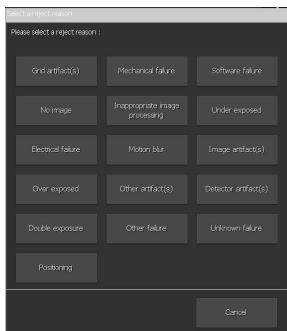 Select a reject reason
Please select a reject reason :
Grid artifact(s)
Mechanical failure
Software failure
No image
Inappropriate image
processing
Under exposed
Electrical failure
Motion blur
Image artifact(s)
Over exposed
Other artifact(s)
Detector artifact(s)
Double exposure
Other failure
Unknown failure
Positioning
Cancel